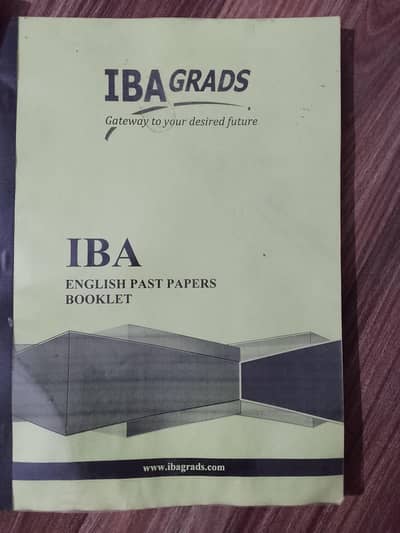 IBA GRADS
Gateway to your desired future
IBA
ENGLISH PAST PAPERS
BOOKLET
www.ibagrads.com